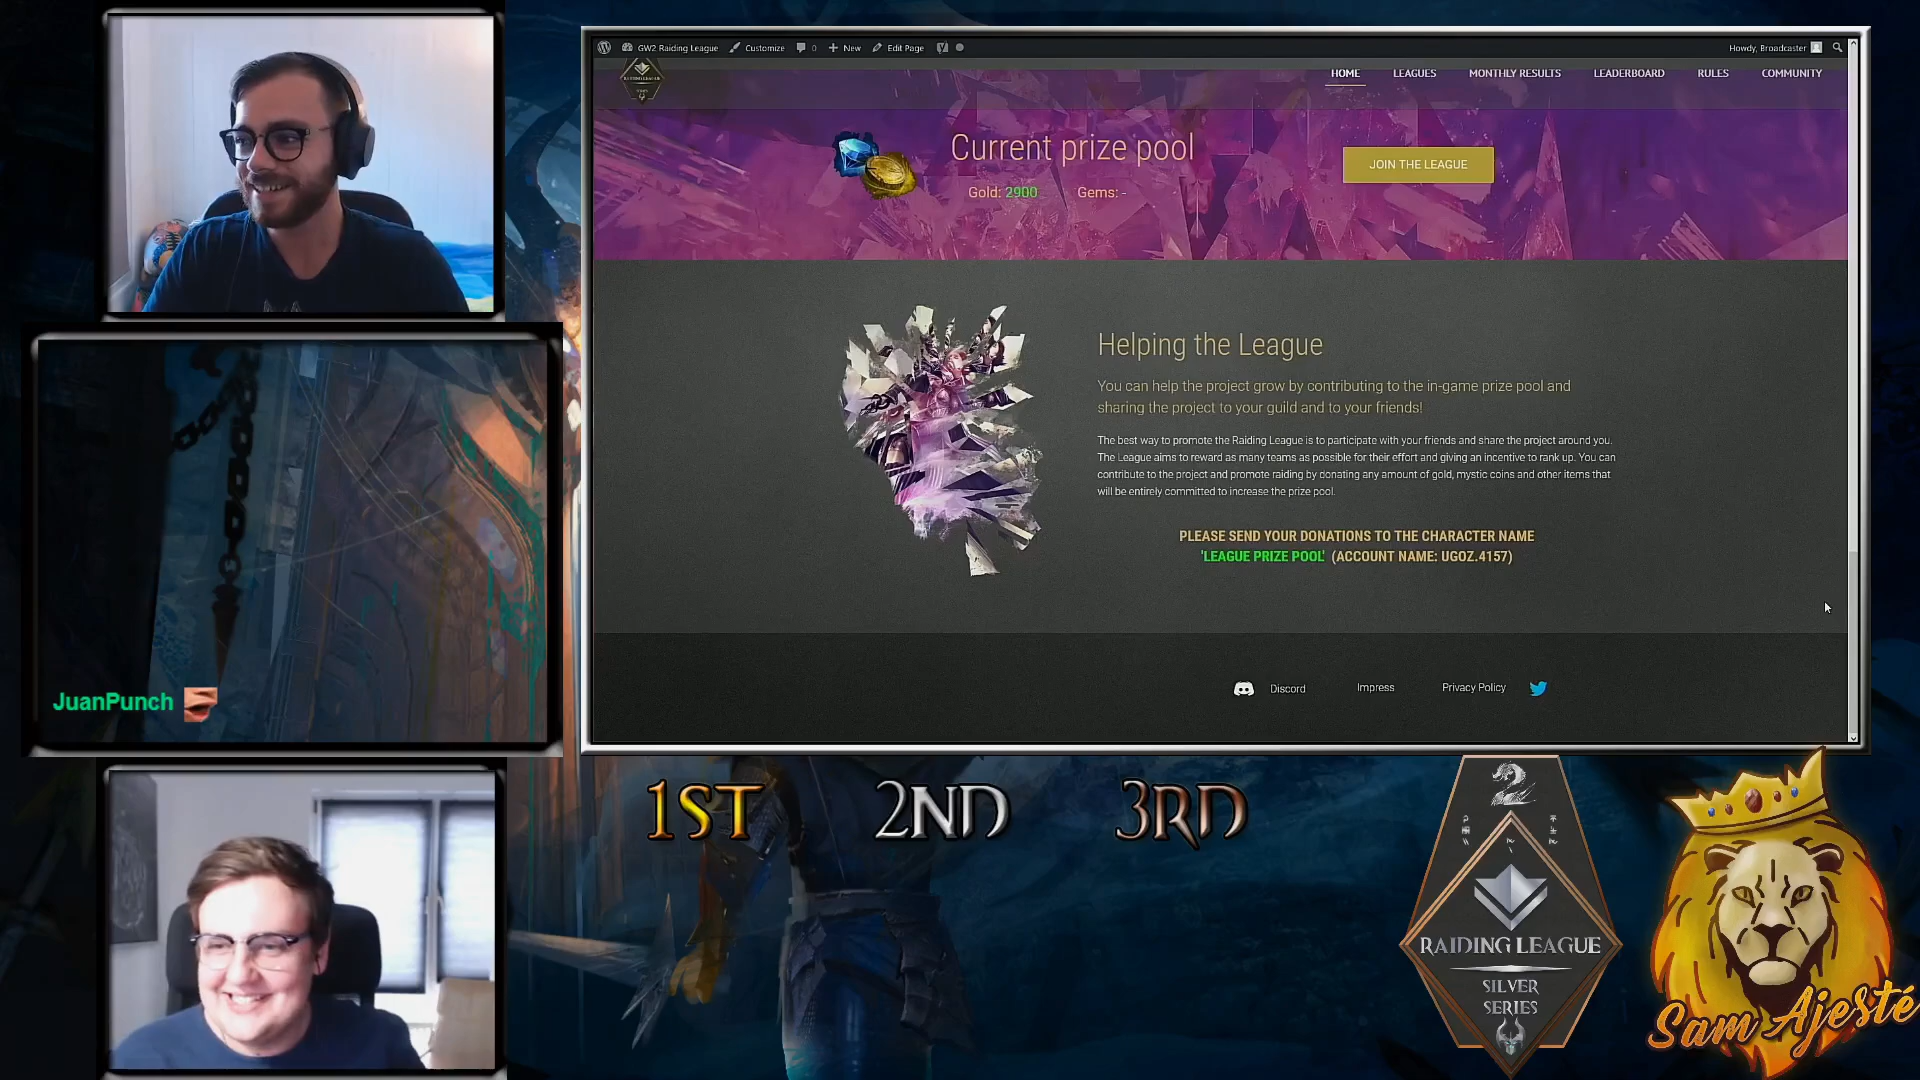 GW2 Raiding League
Customize
0
New
Edit Page
Howdy, Broadcaster
HOME
LEAGUES
MONTHLY RESULTS
LEADERBOARD
RULES
COMMUNITY
Current prize pool
Gold: 2900
Gems: -
JOIN THE LEAGUE
Helping the League
You can help the project grow by contributing to the in-game prize pool and
sharing the project to your guild and to your friends!
The best way to promote the Raiding League is to participate with your friends and share the project around you.
The League aims to reward as many teams as possible for their effort and giving an incentive to rank up. You can
contribute to the project and promote raiding by donating any amount of gold, mystic coins and other items that
will be entirely committed to increase the prize pool.
PLEASE SEND YOUR DONATIONS TO THE CHARACTER NAME
'LEAGUE PRIZE POOL' (ACCOUNT NAME: UGOZ.4157)
Discord
Impress
Privacy Policy
JuanPunch
1ST
2ND
3RD
RAIDING LEAGUE
SILVER
SERIES
Sam Ajesté